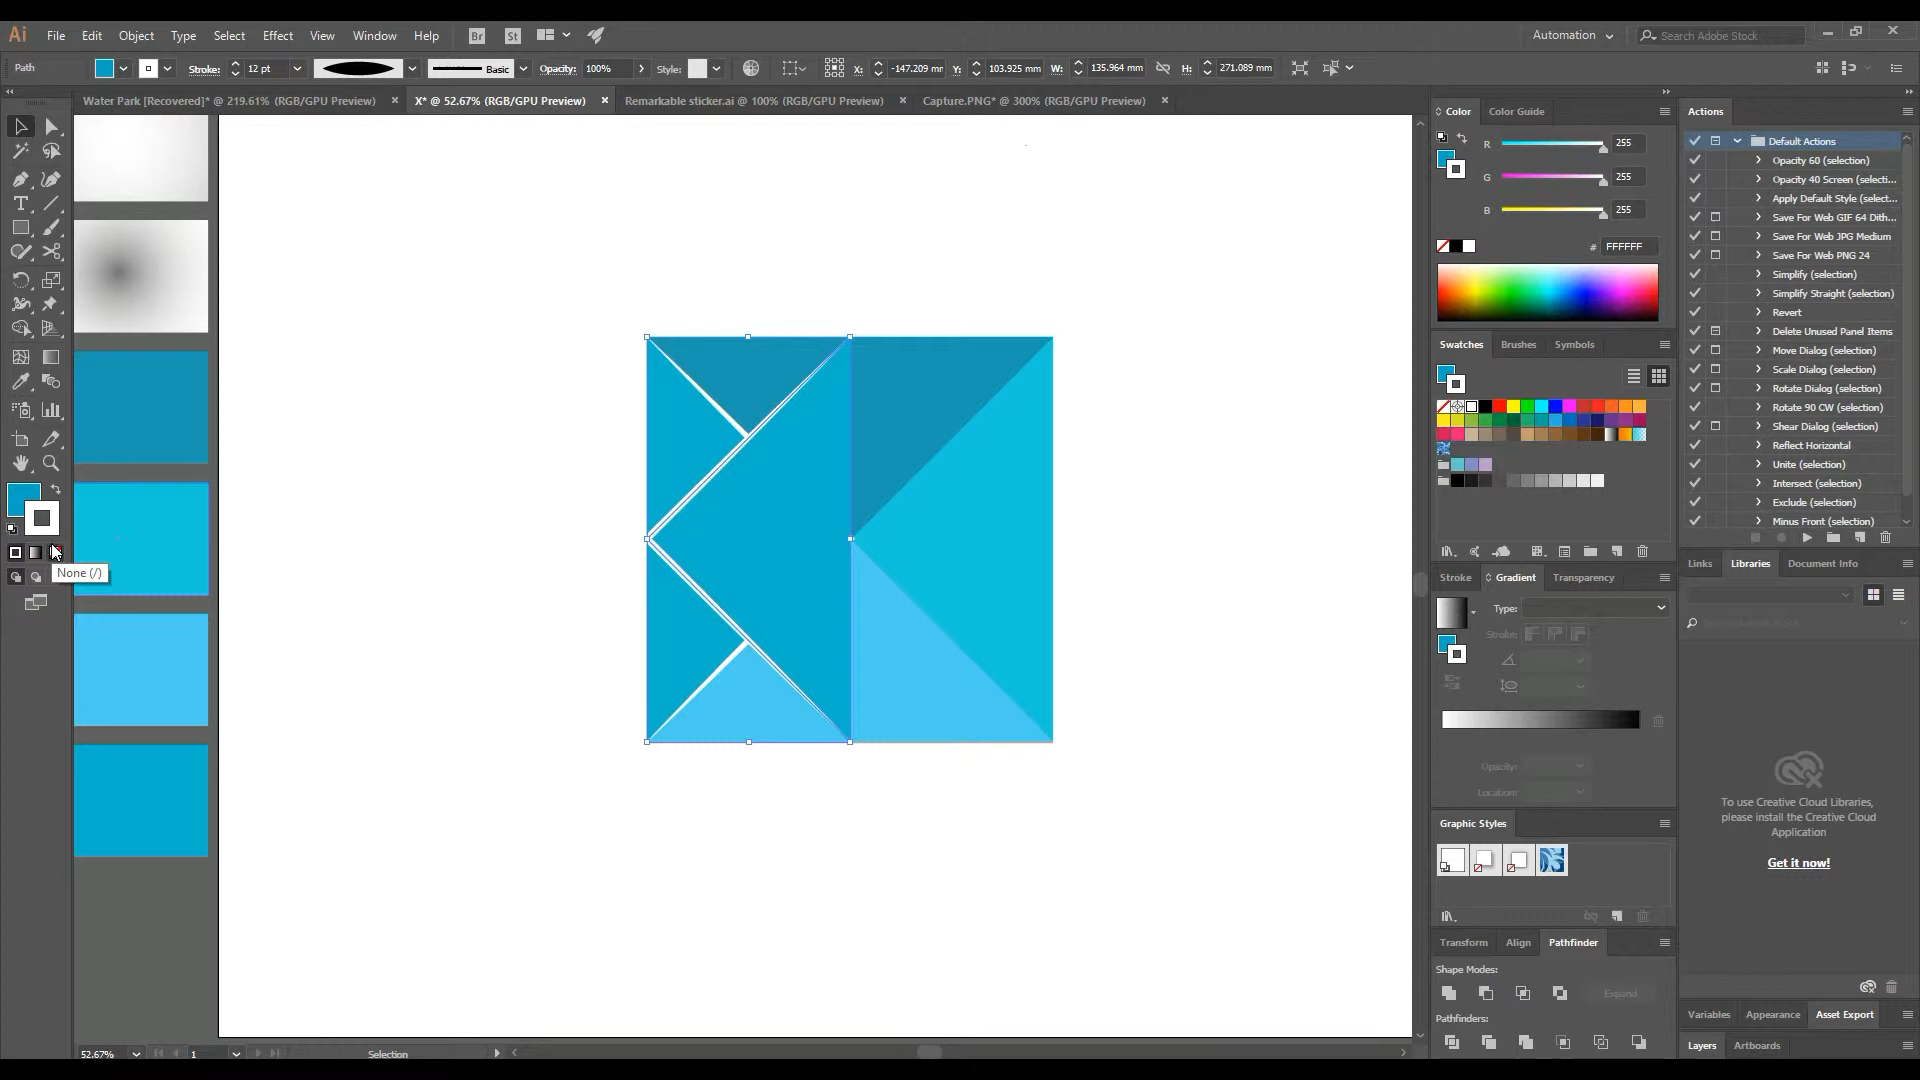 Ai File Edit Object Type Select Effect View Window Help Br St Automation Search Adobe Stock
Path Stroke: 12 pt Basic Opacity: 100% Style: X: -147.209 mm Y: 103.925 mm W: 135.964 mm H: 271.089 mm
Water Park [Recovered]* @ 219.61% (RGB/GPU Preview) X* @ 52.67% (RGB/GPU Preview) Remarkable sticker.ai @ 100% (RGB/GPU Preview) Capture.PNG* @ 300% (RGB/GPU Preview)
None (/)
52.67% 1 Selection
Color Color Guide
R 255
G 255
B 255
# FFFFFF
Swatches Brushes Symbols
Stroke Gradient Transparency
Type:
Stroke:
Opacity:
Location:
Graphic Styles
Transform Align Pathfinder
Shape Modes:
Expand
Pathfinders:
Actions
Default Actions
Opacity 60 (selection)
Opacity 40 Screen (selecti...
Apply Default Style (select...
Save For Web GIF 64 Dith...
Save For Web JPG Medium
Save For Web PNG 24
Simplify (selection)
Simplify Straight (selection)
Revert
Delete Unused Panel Items
Move Dialog (selection)
Scale Dialog (selection)
Rotate Dialog (selection)
Rotate 90 CW (selection)
Shear Dialog (selection)
Reflect Horizontal
Unite (selection)
Intersect (selection)
Exclude (selection)
Minus Front (selection)
Links Libraries Document Info
To use Creative Cloud Libraries,
please install the Creative Cloud
Application
Get it now!
Variables Appearance Asset Export
Layers Artboards